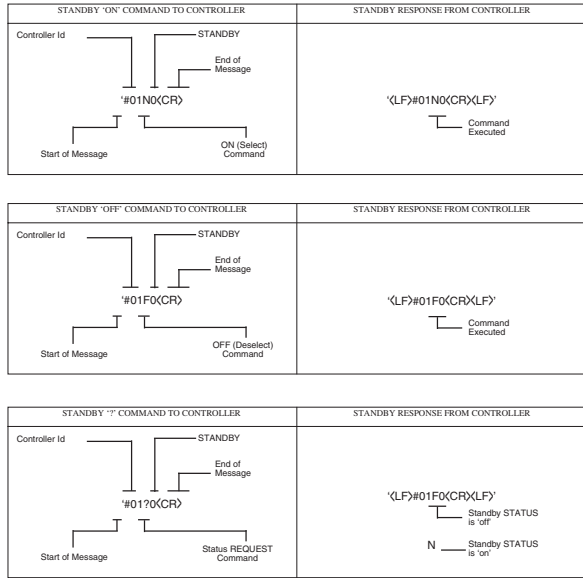 STANDBY ‘ON’ COMMAND TO CONTROLLER
STANDBY RESPONSE FROM CONTROLLER
Controller Id
STANDBY
End of
Message
‘#01N0〈CR〉
Start of Message
ON (Select)
Command
‘〈LF〉#01N0〈CR〉〈LF〉’
Command
Executed
STANDBY ‘OFF’ COMMAND TO CONTROLLER
STANDBY RESPONSE FROM CONTROLLER
Controller Id
STANDBY
End of
Message
‘#01F0〈CR〉
Start of Message
OFF (Deselect)
Command
‘〈LF〉#01F0〈CR〉〈LF〉’
Command
Executed
STANDBY ‘?’ COMMAND TO CONTROLLER
STANDBY RESPONSE FROM CONTROLLER
Controller Id
STANDBY
End of
Message
‘#01?0〈CR〉
Start of Message
Status REQUEST
Command
‘〈LF〉#01F0〈CR〉〈LF〉’
Standby STATUS
is ‘off’
N Standby STATUS
is ‘on’